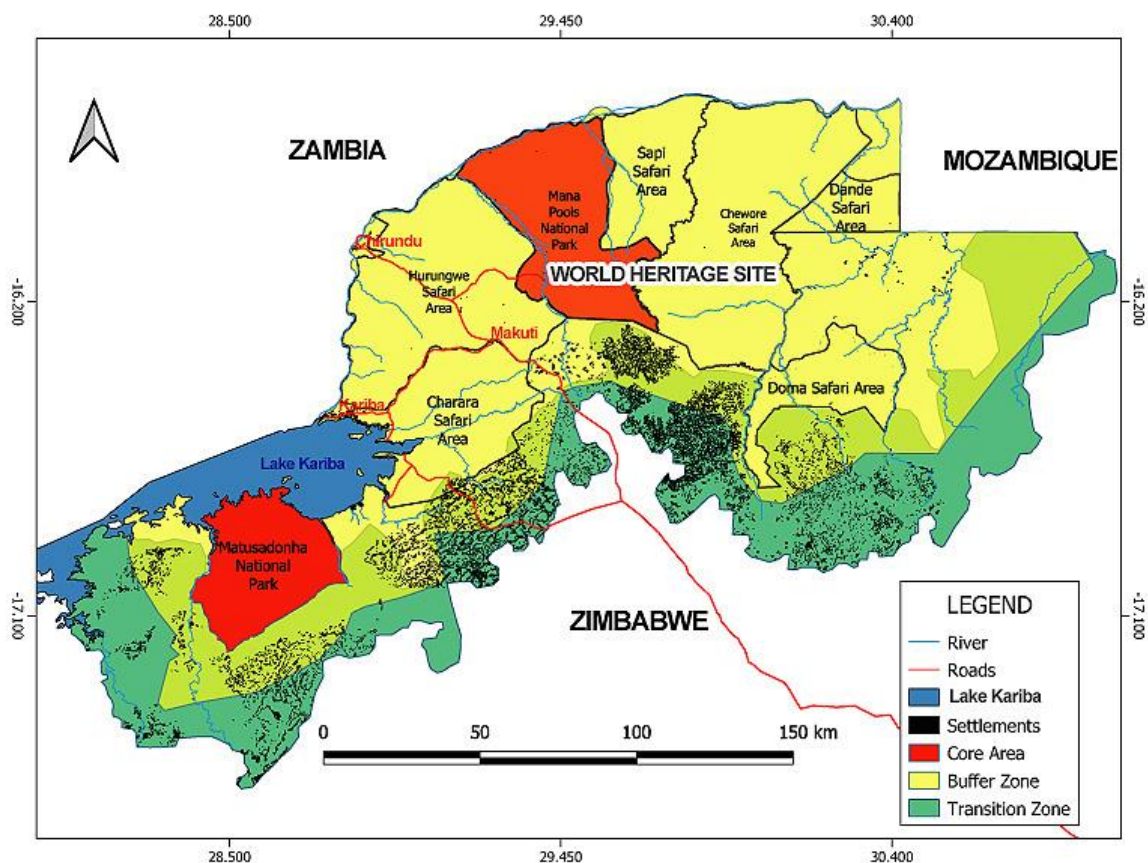 28.500
29.450
30.400
ZAMBIA
MOZAMBIQUE
Sapi
Safari
Area
Dande
Safari
Area
Mana
Pools
National
Park
Chewore
Safari
Area
Chirundu
WORLD HERITAGE SITE
Hurungwe
Safari
Area
-16.200
-16.200
Makuti
Kariba
Charara
Safari
Area
Doma Safari Area
Lake Kariba
Matusadonha
National
Park
ZIMBABWE
-17.100
-17.100
LEGEND
River
Roads
Lake Kariba
Settlements
Core Area
Buffer Zone
Transition Zone
0
50
100
150 km
28.500
29.450
30.400